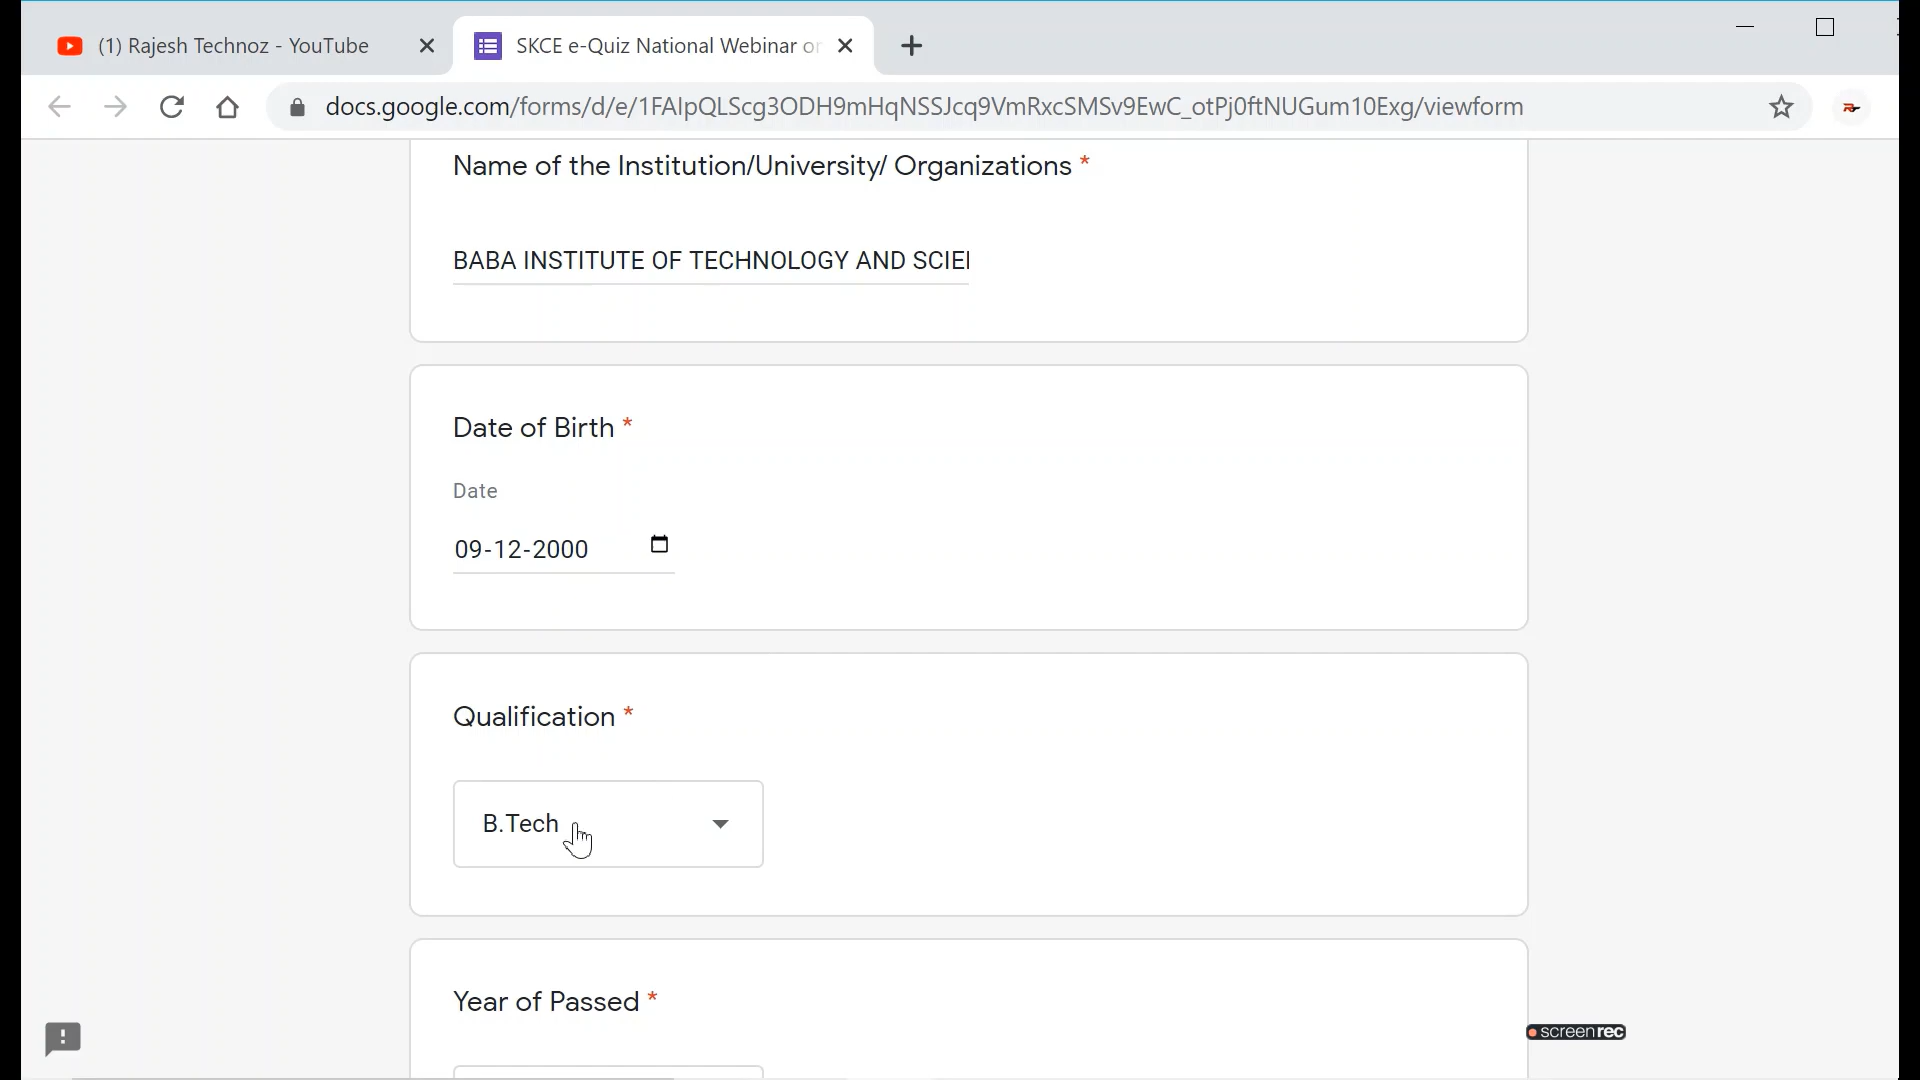 (1) Rajesh Technoz - YouTube
SKCE e-Quiz National Webinar or
docs.google.com/forms/d/e/1FAIpQLScg3ODH9mHqNSSJcq9VmRxcSMSv9EwC_otPj0ftNUGum10Exg/viewform
Name of the Institution/University/ Organizations *
BABA INSTITUTE OF TECHNOLOGY AND SCIE
Date of Birth *
Date
09-12-2000
Qualification *
B.Tech
Year of Passed *
screenrec